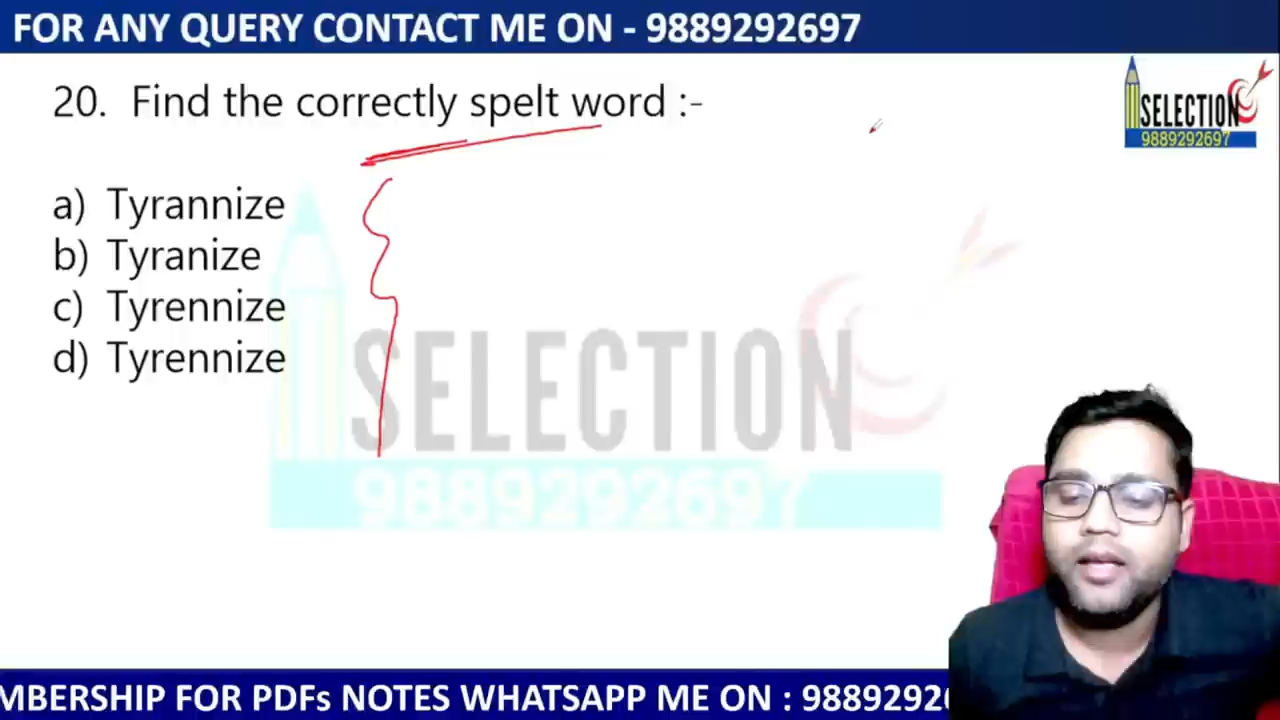 FOR ANY QUERY CONTACT ME ON - 9889292697
SELECTION
9889292697
20. Find the correctly spelt word :-
a) Tyrannize
b) Tyranize
c) Tyrennize
d) Tyrennize
SELECTION
9889292697
MBERSHIP FOR PDFs NOTES WHATSAPP ME ON : 98892920